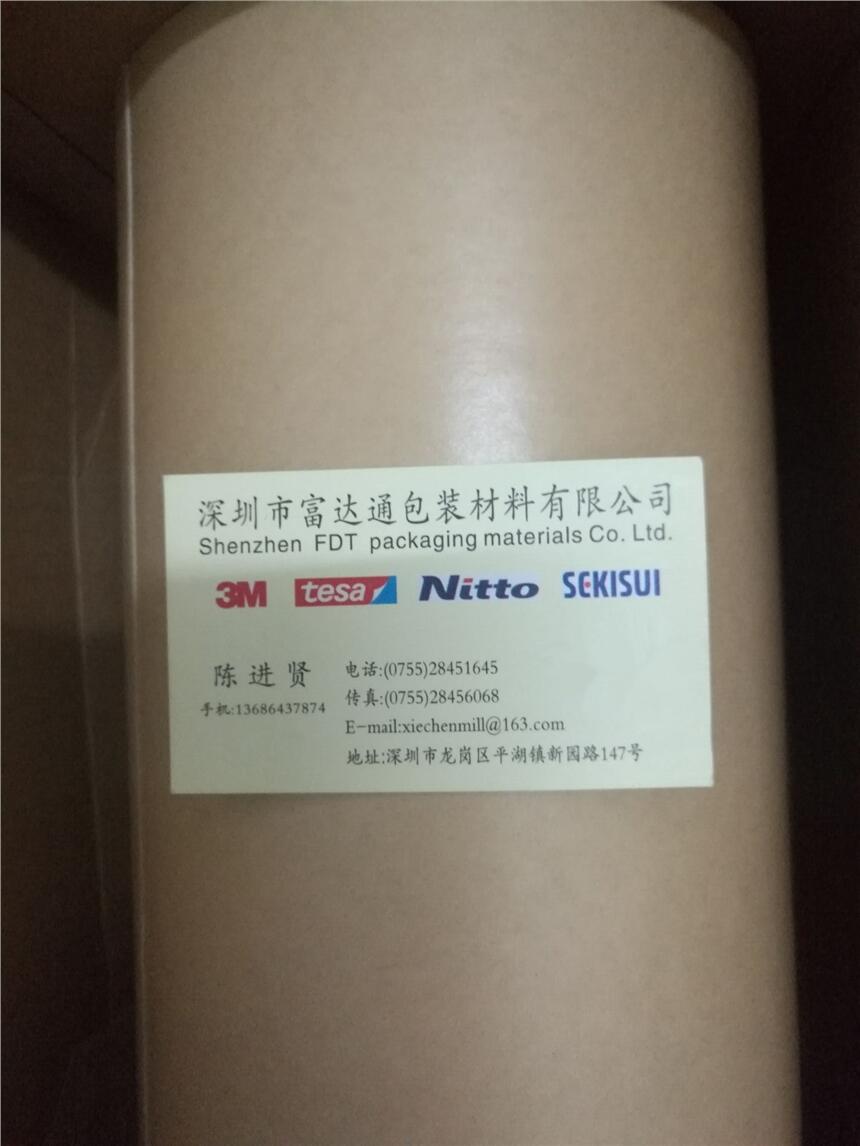 深圳市富达通包装材料有限公司
Shenzhen FDT packaging materials Co. Ltd.
3M tesa Nitto SEKISUI
陈进贤
手机:13686437874
电话:(0755)28451645
传真:(0755)28456068
E-mail:xiechenmill@163.com
地址:深圳市龙岗区平湖镇新园路147号